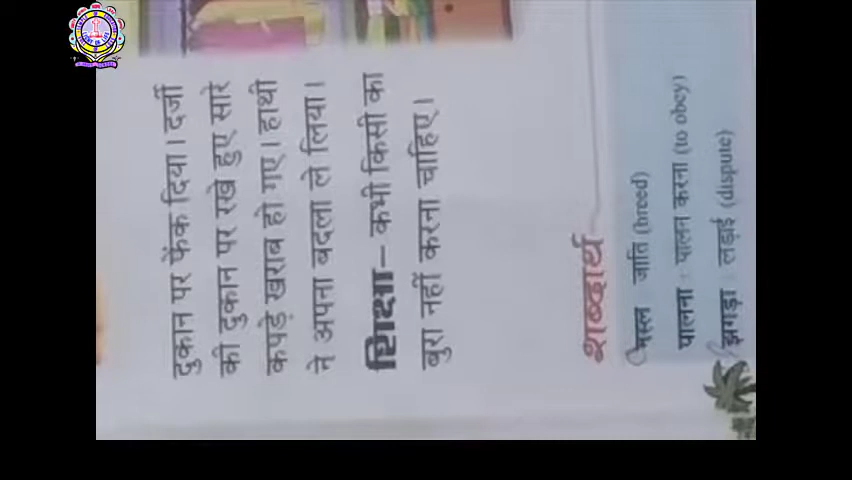 दुकान पर फेंक दिया। दर्जी
की दुकान पर रखे हुए सारे
कपड़े खराब हो गए। हाथी
ने अपना बदला ले लिया।
शिक्षा– कभी किसी का
बुरा नहीं करना चाहिए।
शब्दार्थ
नस्ल जाति (breed)
पालना : पालन करना (to obey)
झगड़ा : लड़ाई (dispute)